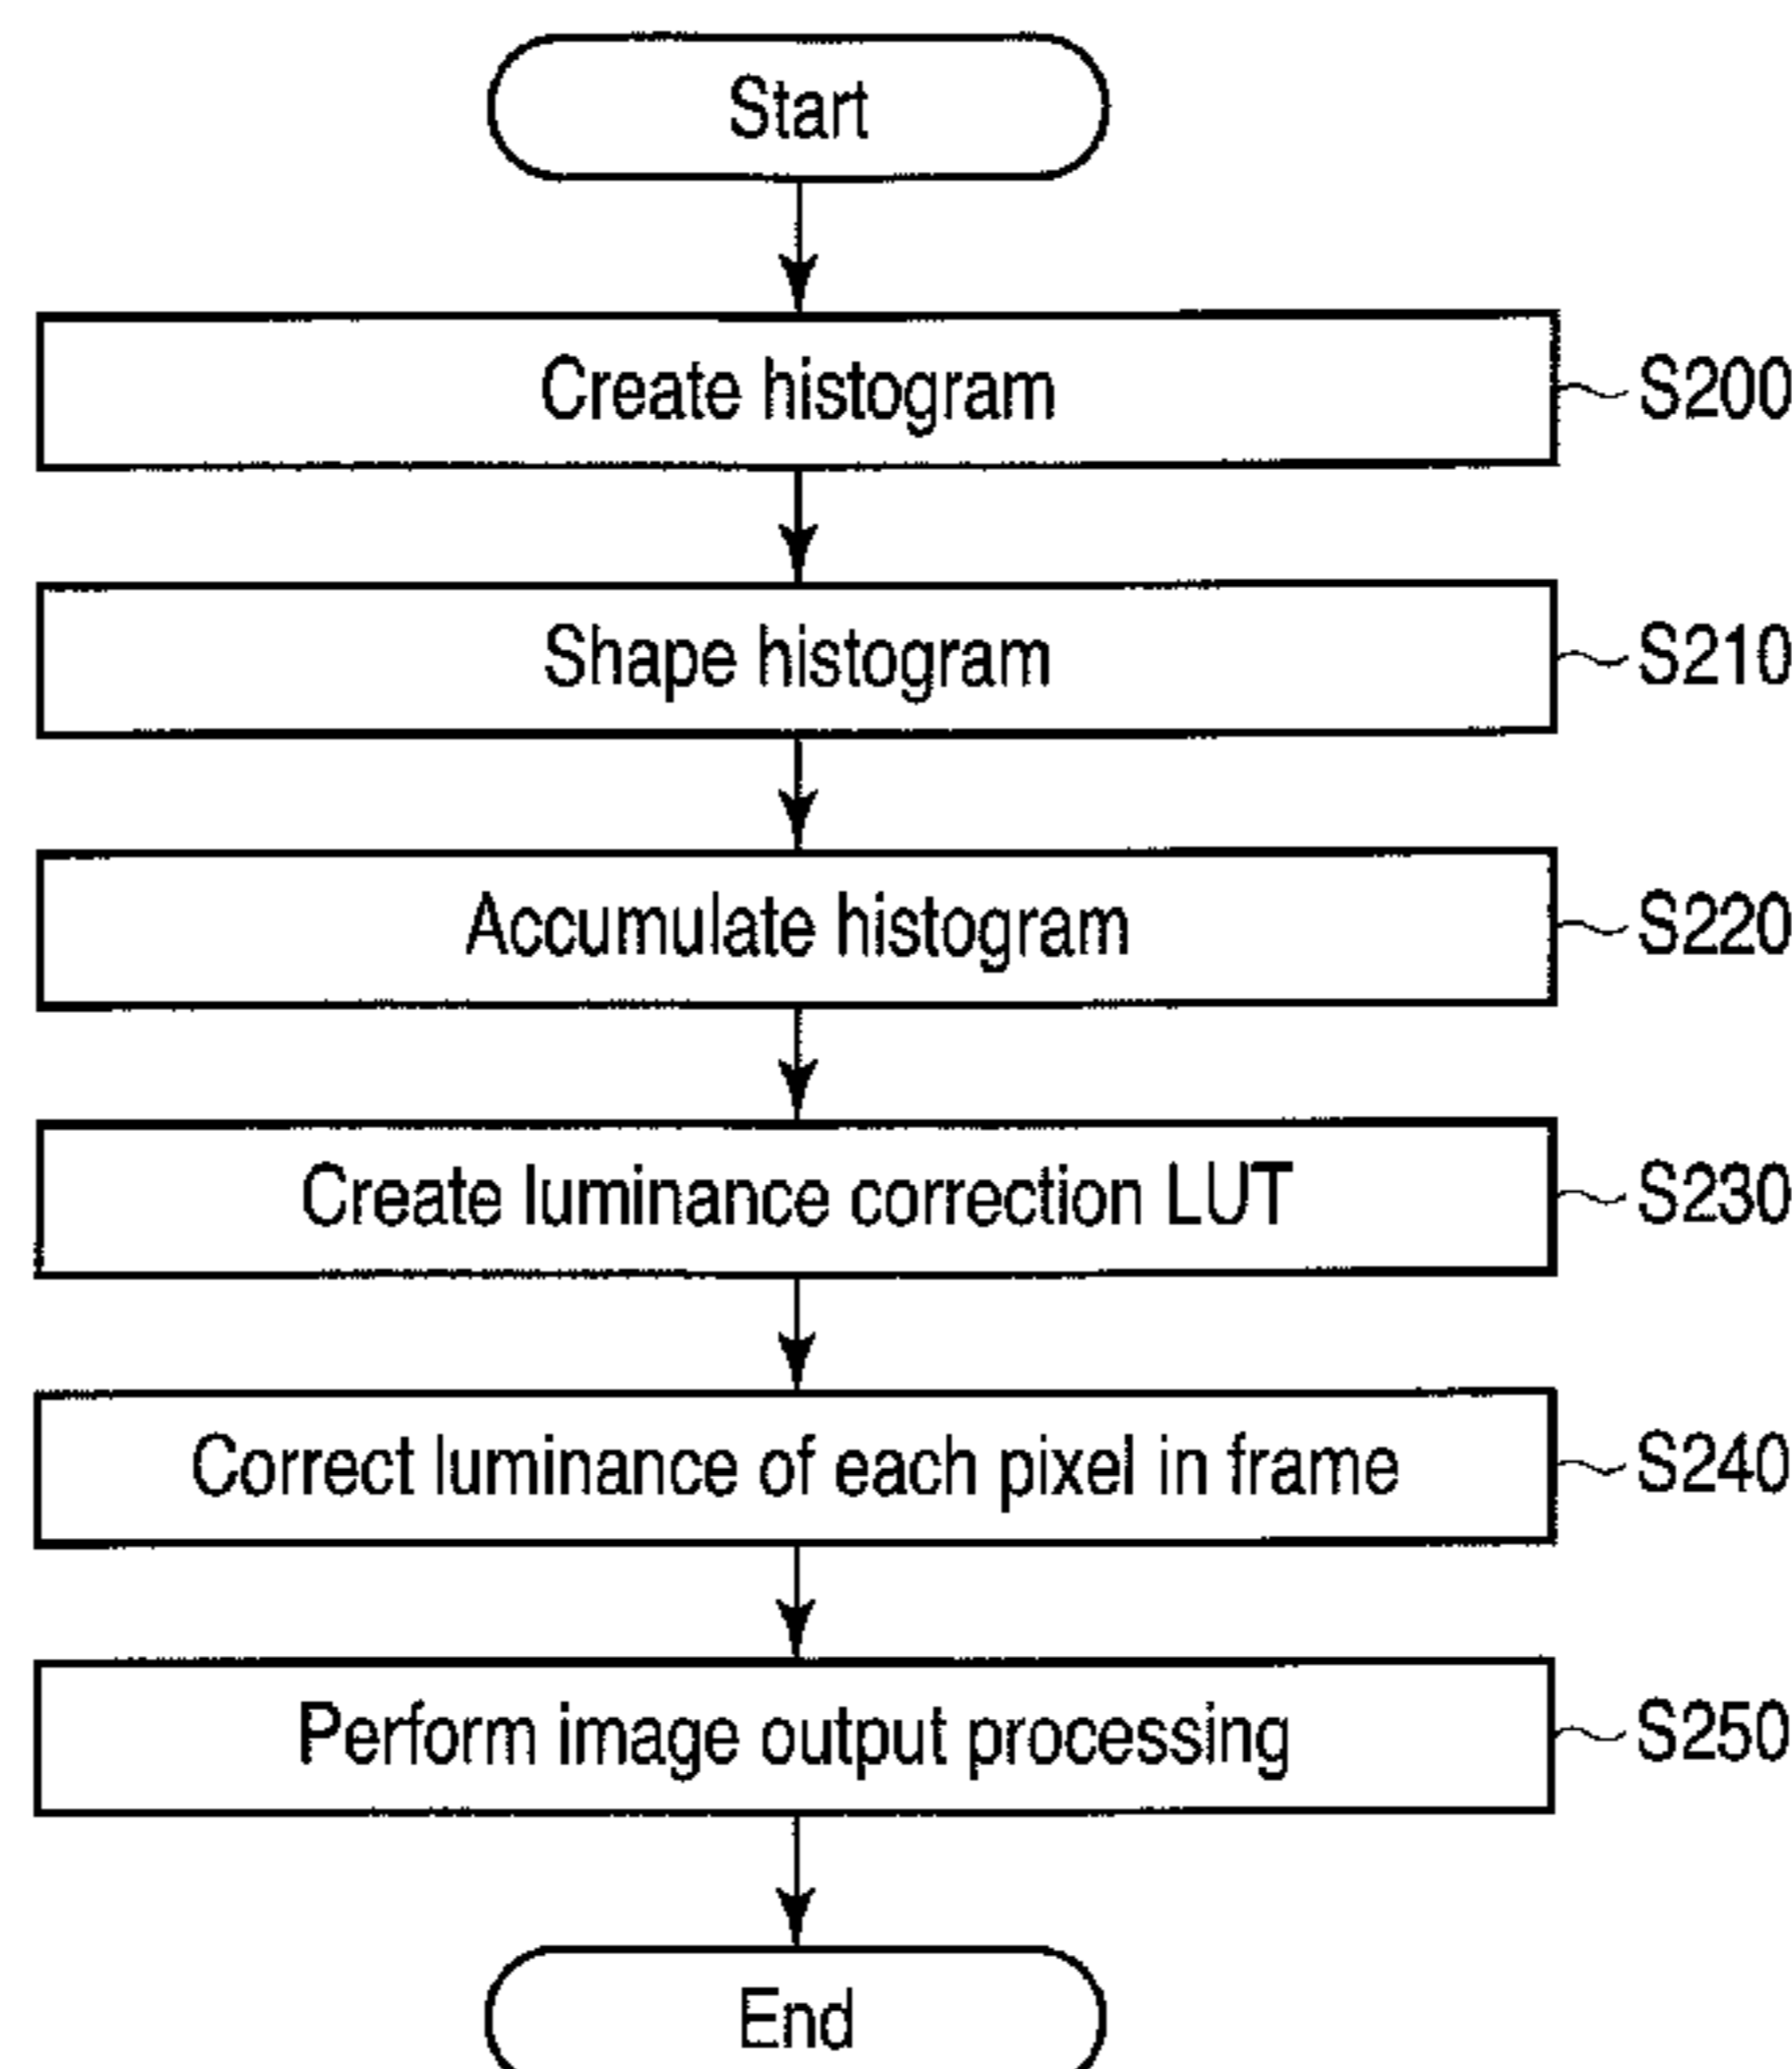 Start
Create histogram
S200
Shape histogram
S210
Accumulate histogram
S220
Create luminance correction LUT
S230
Correct luminance of each pixel in frame
S240
Perform image output processing
S250
End